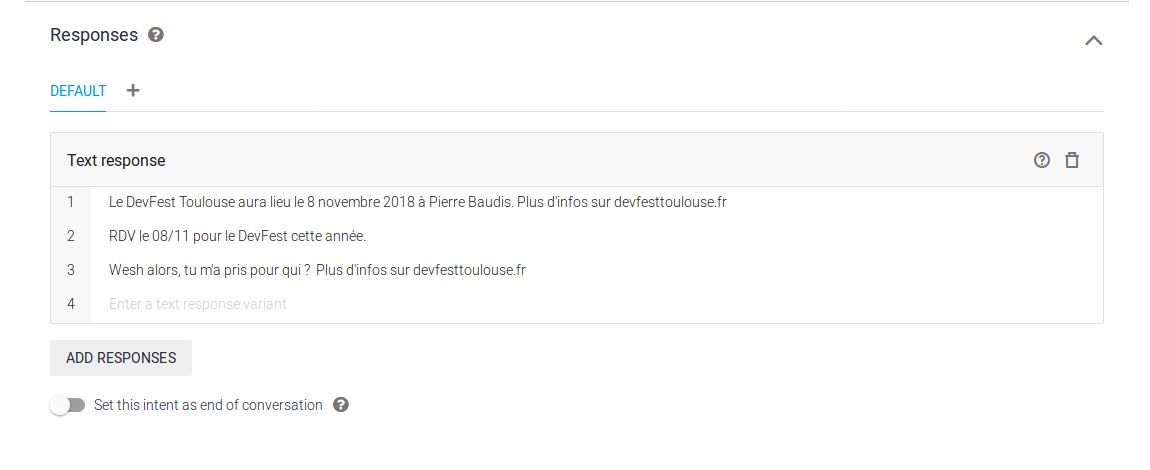 Responses
DEFAULT
Text response
1 Le DevFest Toulouse aura lieu le 8 novembre 2018 à Pierre Baudis. Plus d'infos sur devfesttoulouse.fr
2 RDV le 08/11 pour le DevFest cette année.
3 Wesh alors, tu m'a pris pour qui ? Plus d'infos sur devfesttoulouse.fr
4 Enter a text response variant
ADD RESPONSES
Set this intent as end of conversation